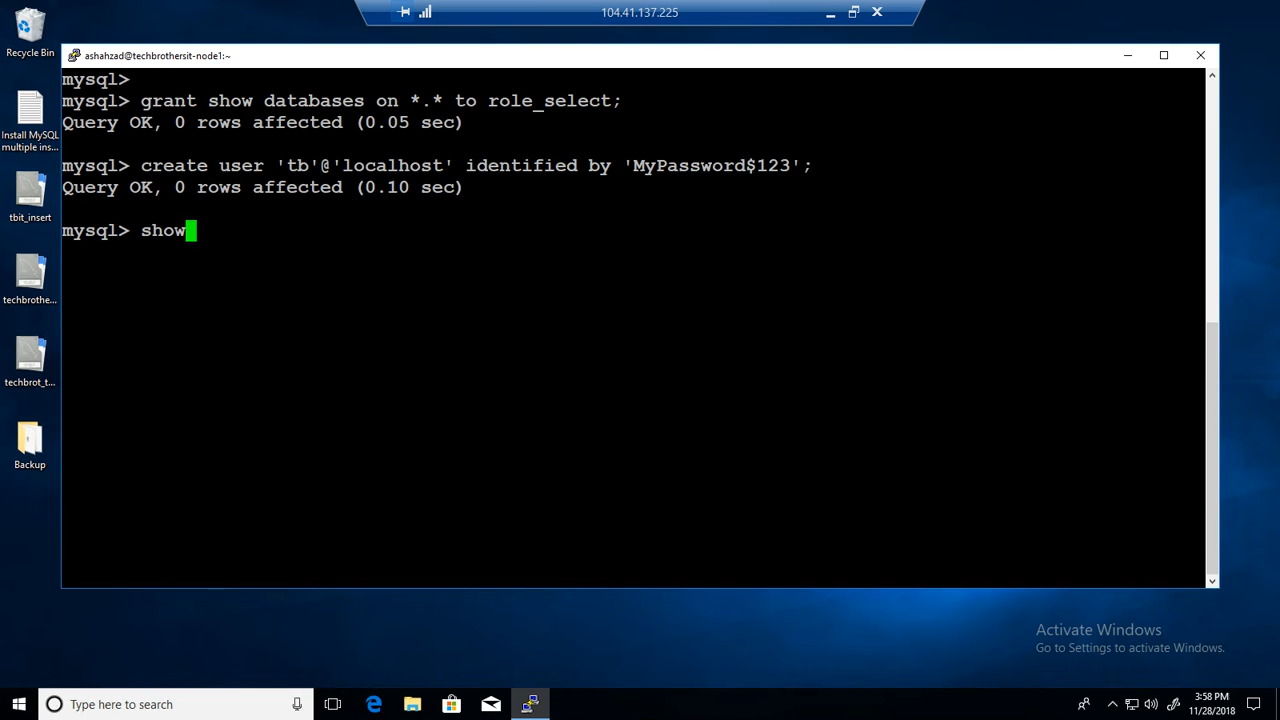 104.41.137.225
Recycle Bin
Install MySQL
multiple ins...
tbit_insert
techbrothe...
techbrot_t...
Backup
ashahzad@techbrothersit-node1:~
mysql>
mysql> grant show databases on *.* to role_select;
Query OK, 0 rows affected (0.05 sec)
mysql> create user 'tb'@'localhost' identified by 'MyPassword$123';
Query OK, 0 rows affected (0.10 sec)
mysql> show
Activate Windows
Go to Settings to activate Windows.
Type here to search
3:58 PM
11/28/2018